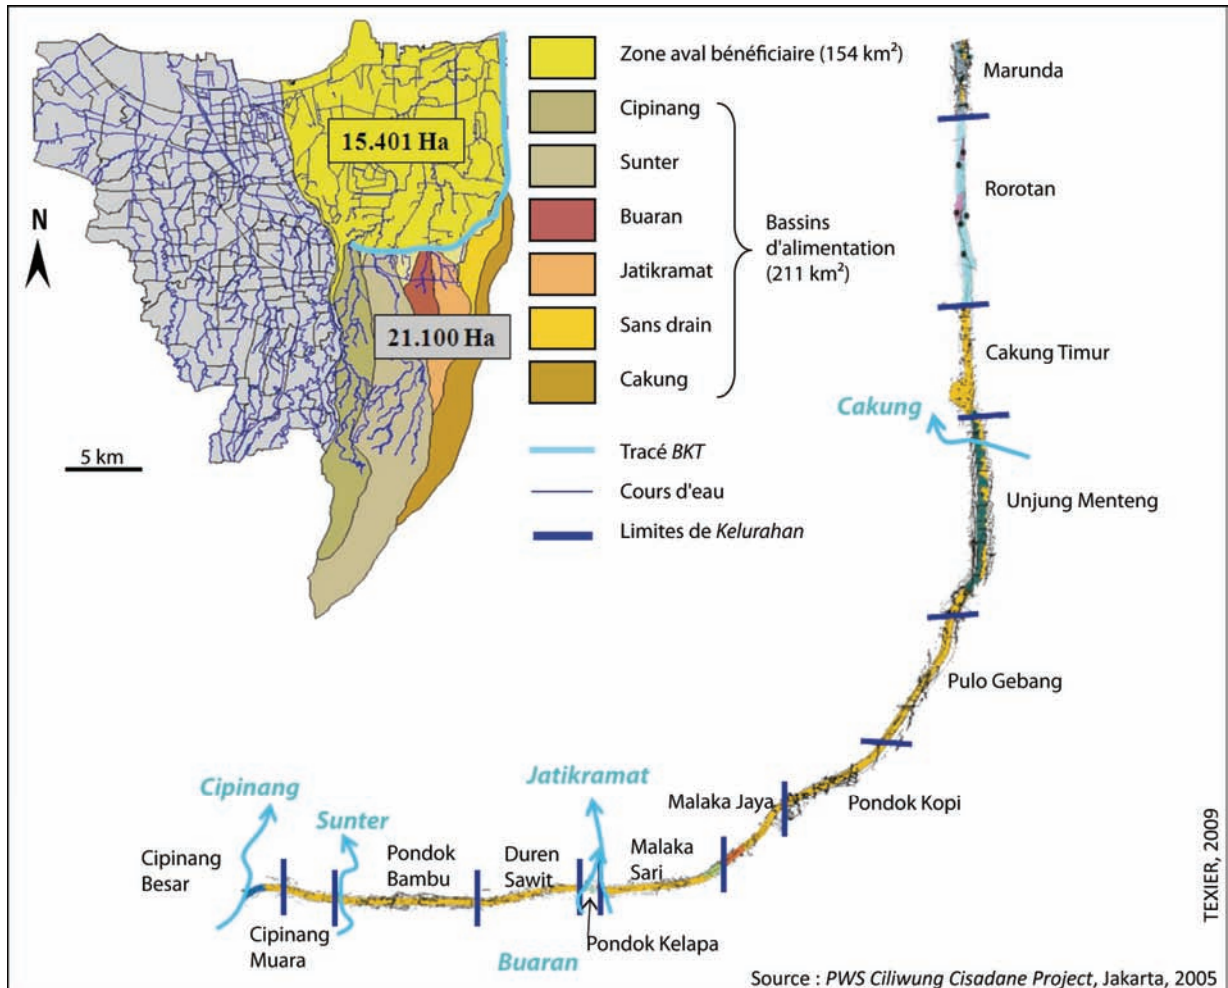 Zone aval bénéficiaire (154 km²)
Cipinang
Sunter
Buaran
Jatikramat
Sans drain
Cakung
Bassins
d'alimentation
(211 km²)
Tracé BKT
Cours d'eau
Limites de Kelurahan
15.401 Ha
21.100 Ha
N
5 km
Marunda
Rorotan
Cakung Timur
Cakung
Unjung Menteng
Pulo Gebang
Pondok Kopi
Malaka Jaya
Jatikramat
Malaka
Sari
Duren
Sawit
Pondok
Bambu
Sunter
Cipinang
Cipinang
Besar
Cipinang
Muara
Buaran
Pondok Kelapa
TEXIER, 2009
Source : PWS Ciliwung Cisadane Project, Jakarta, 2005